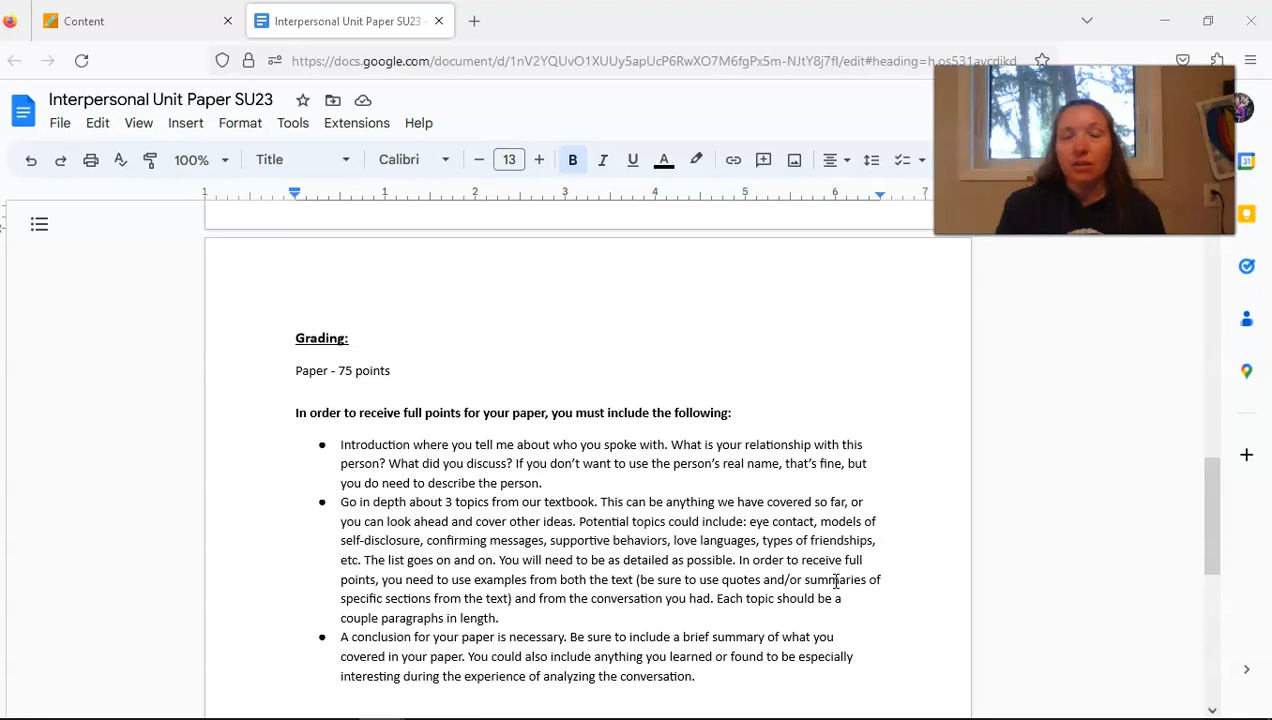 Content
Interpersonal Unit Paper SU23 -
https://docs.google.com/document/d/1nV2YQUvO1XUUy5apUcP6RwXO7M6fgPx5m-NJtY8j7fI/edit#heading=h.os531avcdikd
Interpersonal Unit Paper SU23
File Edit View Insert Format Tools Extensions Help
100% Title Calibri 13 B I U A
1 1 2 3 4 5 6 7
Grading:
Paper - 75 points
In order to receive full points for your paper, you must include the following:
● Introduction where you tell me about who you spoke with. What is your relationship with this
person? What did you discuss? If you don’t want to use the person’s real name, that’s fine, but
you do need to describe the person.
● Go in depth about 3 topics from our textbook. This can be anything we have covered so far, or
you can look ahead and cover other ideas. Potential topics could include: eye contact, models of
self-disclosure, confirming messages, supportive behaviors, love languages, types of friendships,
etc. The list goes on and on. You will need to be as detailed as possible. In order to receive full
points, you need to use examples from both the text (be sure to use quotes and/or summaries of
specific sections from the text) and from the conversation you had. Each topic should be a
couple paragraphs in length.
● A conclusion for your paper is necessary. Be sure to include a brief summary of what you
covered in your paper. You could also include anything you learned or found to be especially
interesting during the experience of analyzing the conversation.